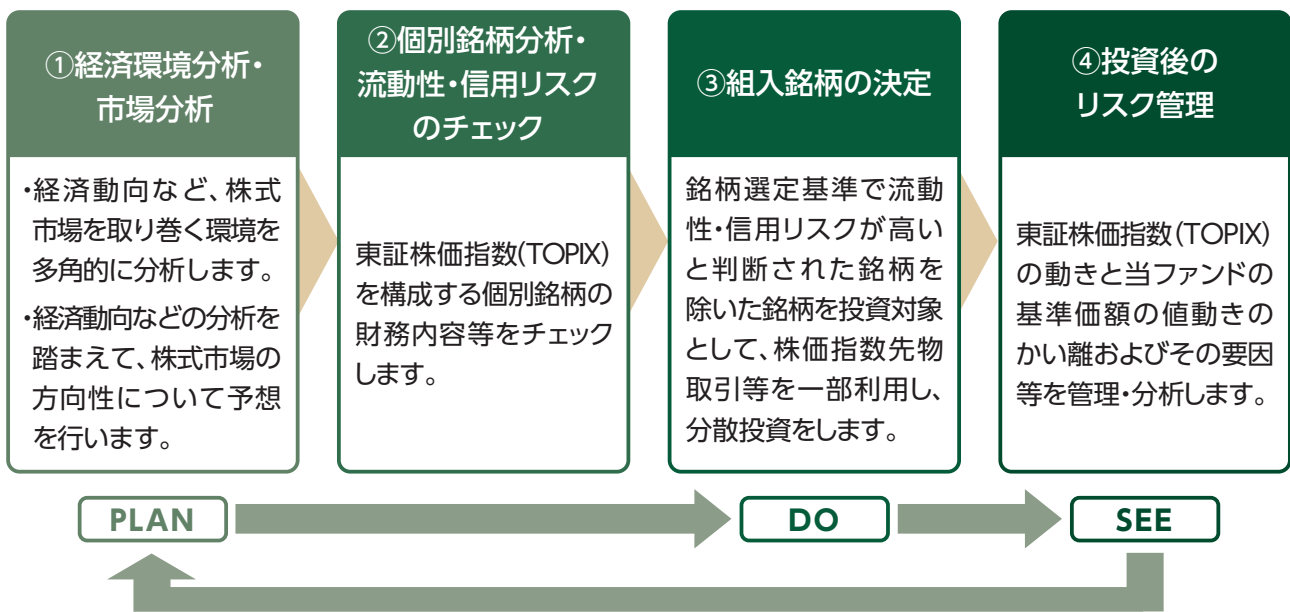 ①経済環境分析・
市場分析
・経済動向など、株式
市場を取り巻く環境を
多角的に分析します。
・経済動向などの分析を
踏まえて、株式市場の
方向性について予想
を行います。
②個別銘柄分析・
流動性・信用リスク
のチェック
東証株価指数(TOPIX)
を構成する個別銘柄の
財務内容等をチェック
します。
③組入銘柄の決定
銘柄選定基準で流動
性・信用リスクが高い
と判断された銘柄を
除いた銘柄を投資対象
として、株価指数先物
取引等を一部利用し、
分散投資をします。
④投資後の
リスク管理
東証株価指数(TOPIX)
の動きと当ファンドの
基準価額の値動きの
かい離およびその要因
等を管理・分析します。
PLAN
DO
SEE